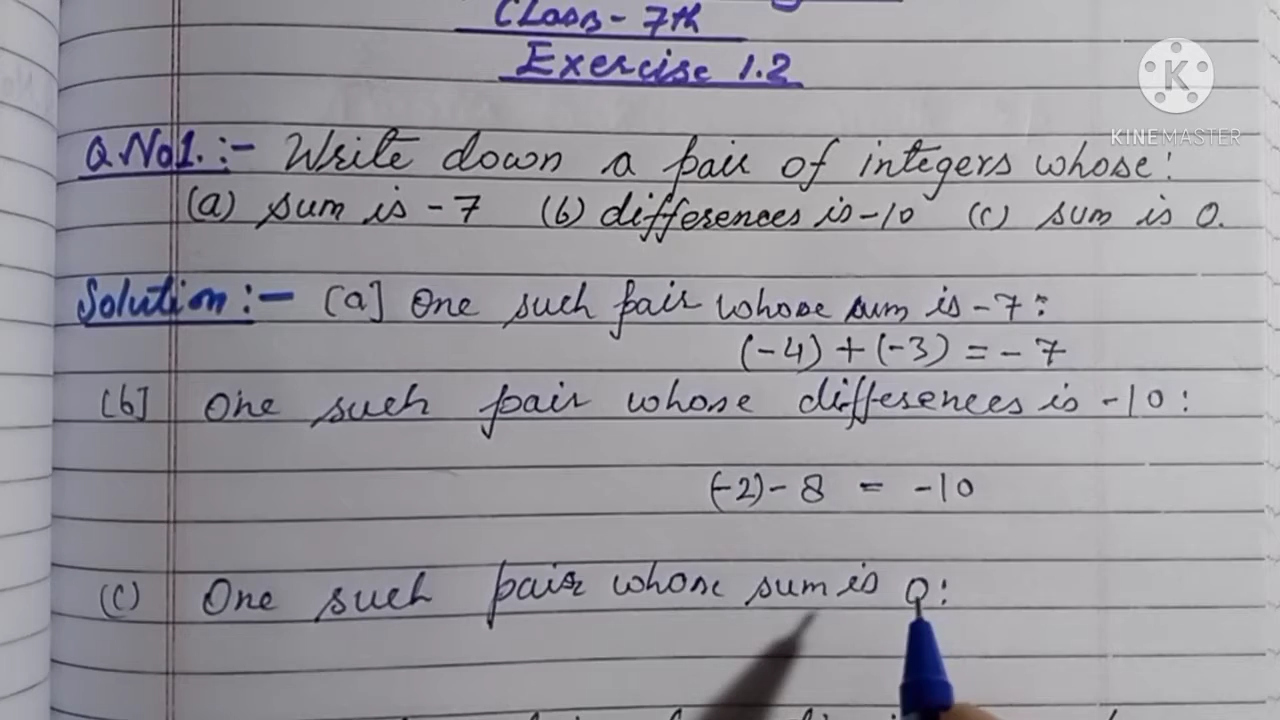 Class - 7th
Exercise 1.2
K
KINEMASTER
Q.No1. :- Write down a pair of integers whose:
(a) sum is -7 (b) differences is -10 (c) sum is 0.
Solution :- [a] One such pair whose sum is -7:
(-4) + (-3) = - 7
[b] One such pair whose differences is -10:
(-2) - 8 = -10
(c) One such pair whose sum is 0: